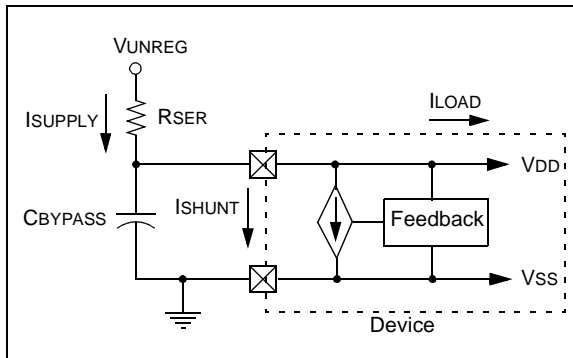 VUNREG
ISUPPLY
RSER
ILOAD
VDD
CBYPASS
ISHUNT
Feedback
VSS
Device